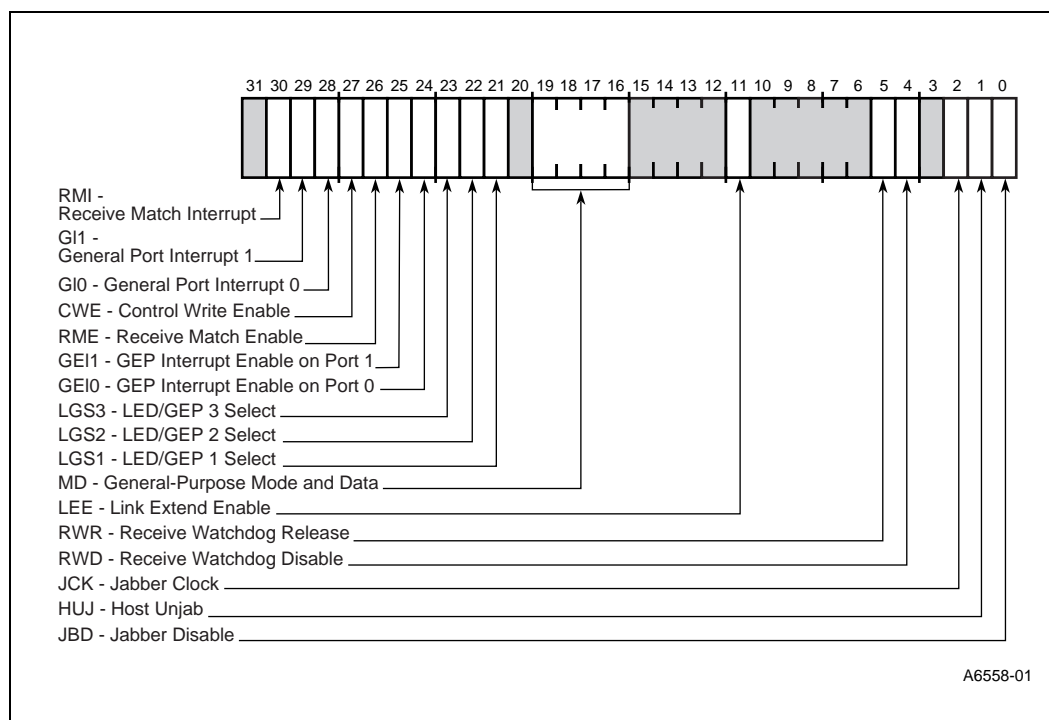 31 30 29 28 27 26 25 24 23 22 21 20 19 18 17 16 15 14 13 12 11 10 9 8 7 6 5 4 3 2 1 0
RMI -
Receive Match Interrupt
GI1 -
General Port Interrupt 1
GI0 - General Port Interrupt 0
CWE - Control Write Enable
RME - Receive Match Enable
GEI1 - GEP Interrupt Enable on Port 1
GEI0 - GEP Interrupt Enable on Port 0
LGS3 - LED/GEP 3 Select
LGS2 - LED/GEP 2 Select
LGS1 - LED/GEP 1 Select
MD - General-Purpose Mode and Data
LEE - Link Extend Enable
RWR - Receive Watchdog Release
RWD - Receive Watchdog Disable
JCK - Jabber Clock
HUJ - Host Unjab
JBD - Jabber Disable
A6558-01